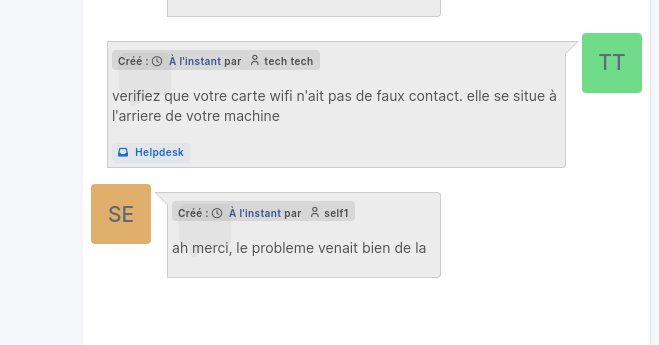 Créé : À l'instant par tech tech
TT
verifiez que votre carte wifi n'ait pas de faux contact. elle se situe à
l'arriere de votre machine
Helpdesk
SE
Créé : À l'instant par self1
ah merci, le probleme venait bien de la